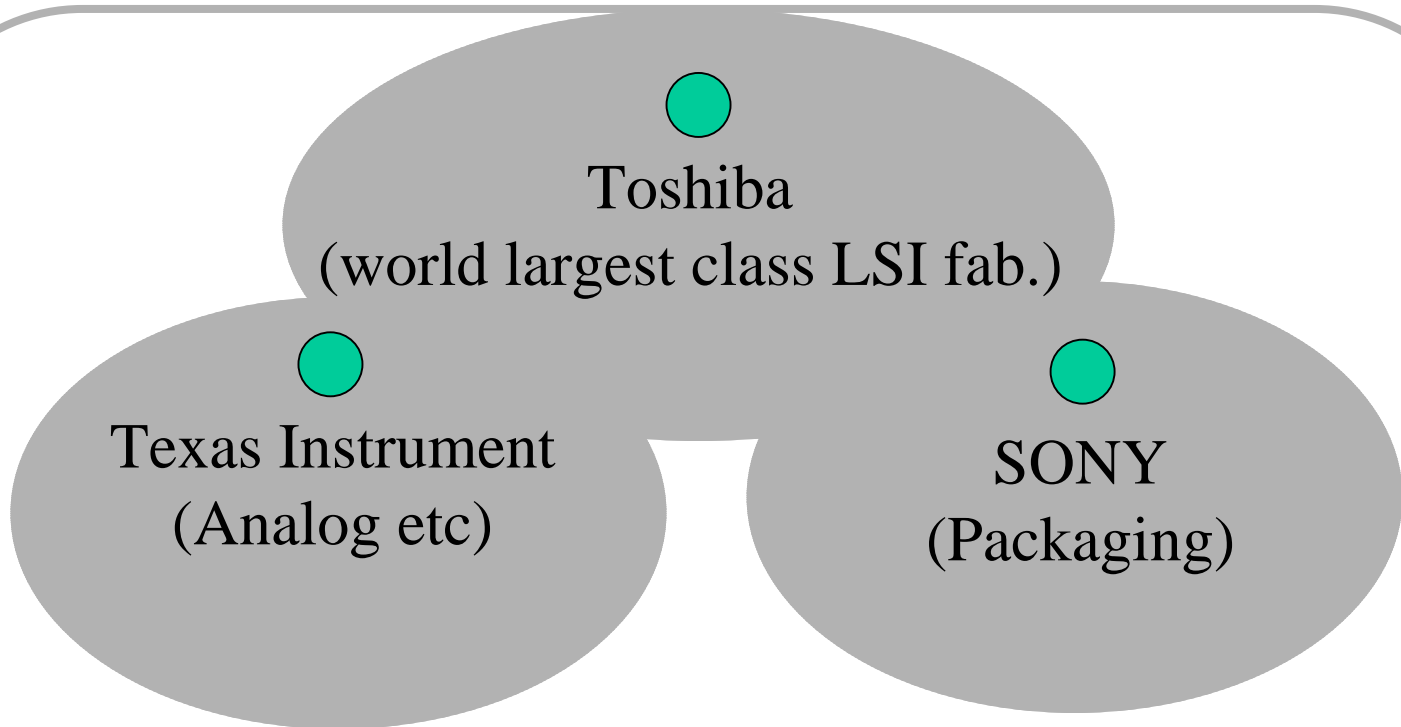 Toshiba
(world largest class LSI fab.)
Texas Instrument
(Analog etc)
SONY
(Packaging)